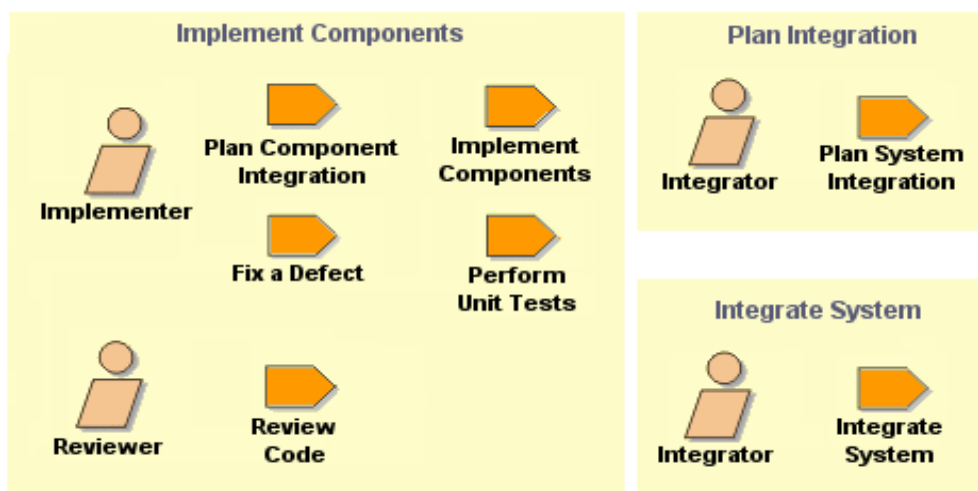 Implement Components
Plan Component
Integration
Implement
Components
Implementer
Fix a Defect
Perform
Unit Tests
Reviewer
Review
Code
Plan Integration
Integrator
Plan System
Integration
Integrate System
Integrator
Integrate
System